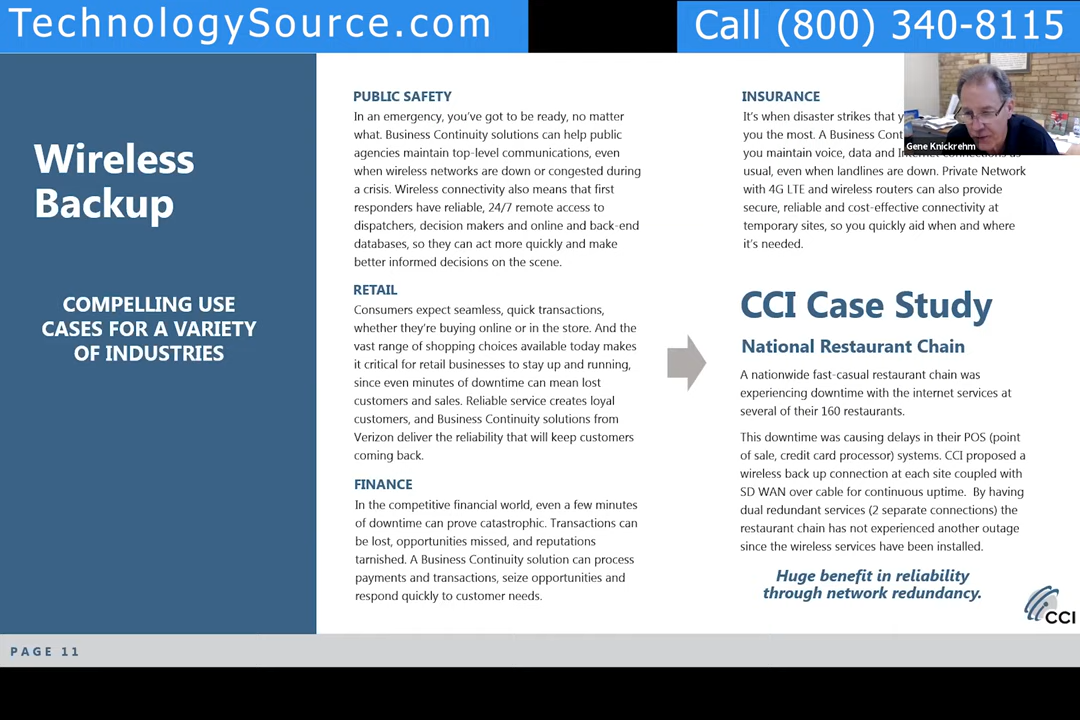 TechnologySource.com
Call (800) 340-8115
Wireless
Backup
COMPELLING USE
CASES FOR A VARIETY
OF INDUSTRIES
PUBLIC SAFETY
In an emergency, you've got to be ready, no matter
what. Business Continuity solutions can help public
agencies maintain top-level communications, even
when wireless networks are down or congested during
a crisis. Wireless connectivity also means that first
responders have reliable, 24/7 remote access to
dispatchers, decision makers and online and back-end
databases, so they can act more quickly and make
better informed decisions on the scene.
RETAIL
Consumers expect seamless, quick transactions,
whether they're buying online or in the store. And the
vast range of shopping choices available today makes
it critical for retail businesses to stay up and running,
since even minutes of downtime can mean lost
customers and sales. Reliable service creates loyal
customers, and Business Continuity solutions from
Verizon deliver the reliability that will keep customers
coming back.
FINANCE
In the competitive financial world, even a few minutes
of downtime can prove catastrophic. Transactions can
be lost, opportunities missed, and reputations
tarnished. A Business Continuity solution can process
payments and transactions, seize opportunities and
respond quickly to customer needs.
INSURANCE
It's when disaster strikes that
you the most. A Business
you maintain voice, data and
usual, even when landlines are down. Private Network
with 4G LTE and wireless routers can also provide
secure, reliable and cost-effective connectivity at
temporary sites, so you quickly aid when and where
it's needed.
Gene Knickrehm
CCI Case Study
National Restaurant Chain
A nationwide fast-casual restaurant chain was
experiencing downtime with the internet services at
several of their 160 restaurants.
This downtime was causing delays in their POS (point
of sale, credit card processor) systems. CCI proposed a
wireless back up connection at each site coupled with
SD WAN over cable for continuous uptime. By having
dual redundant services (2 separate connections) the
restaurant chain has not experienced another outage
since the wireless services have been installed.
Huge benefit in reliability
through network redundancy.
CCI
PAGE 11